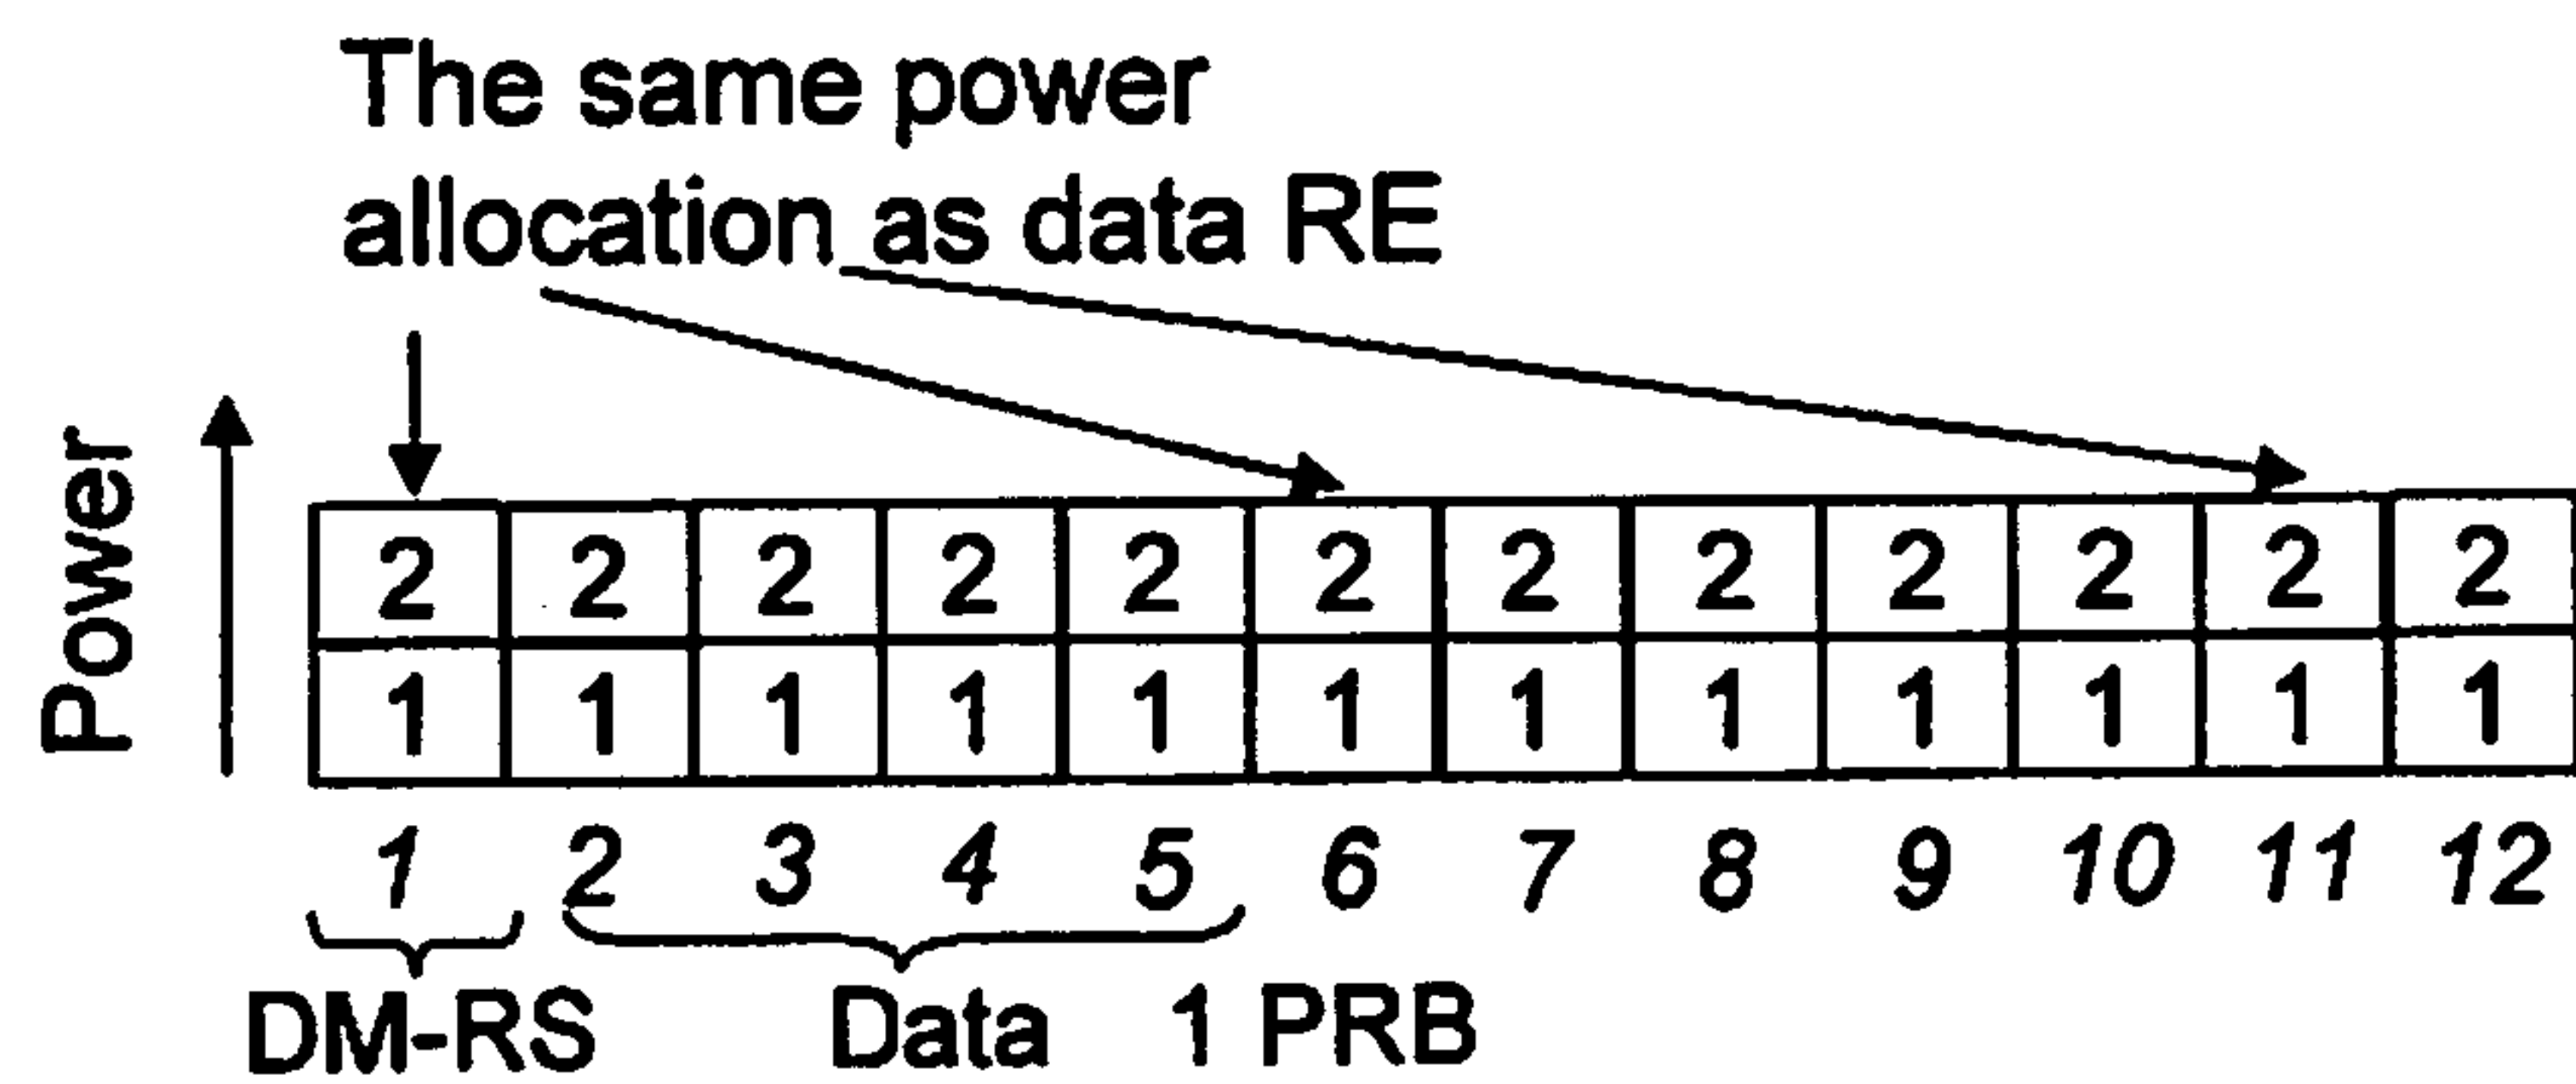 The same power
allocation as data RE
Power
2 2 2 2 2 2 2 2 2 2 2 2
1 1 1 1 1 1 1 1 1 1 1 1
1 2 3 4 5 6 7 8 9 10 11 12
DM-RS Data 1 PRB